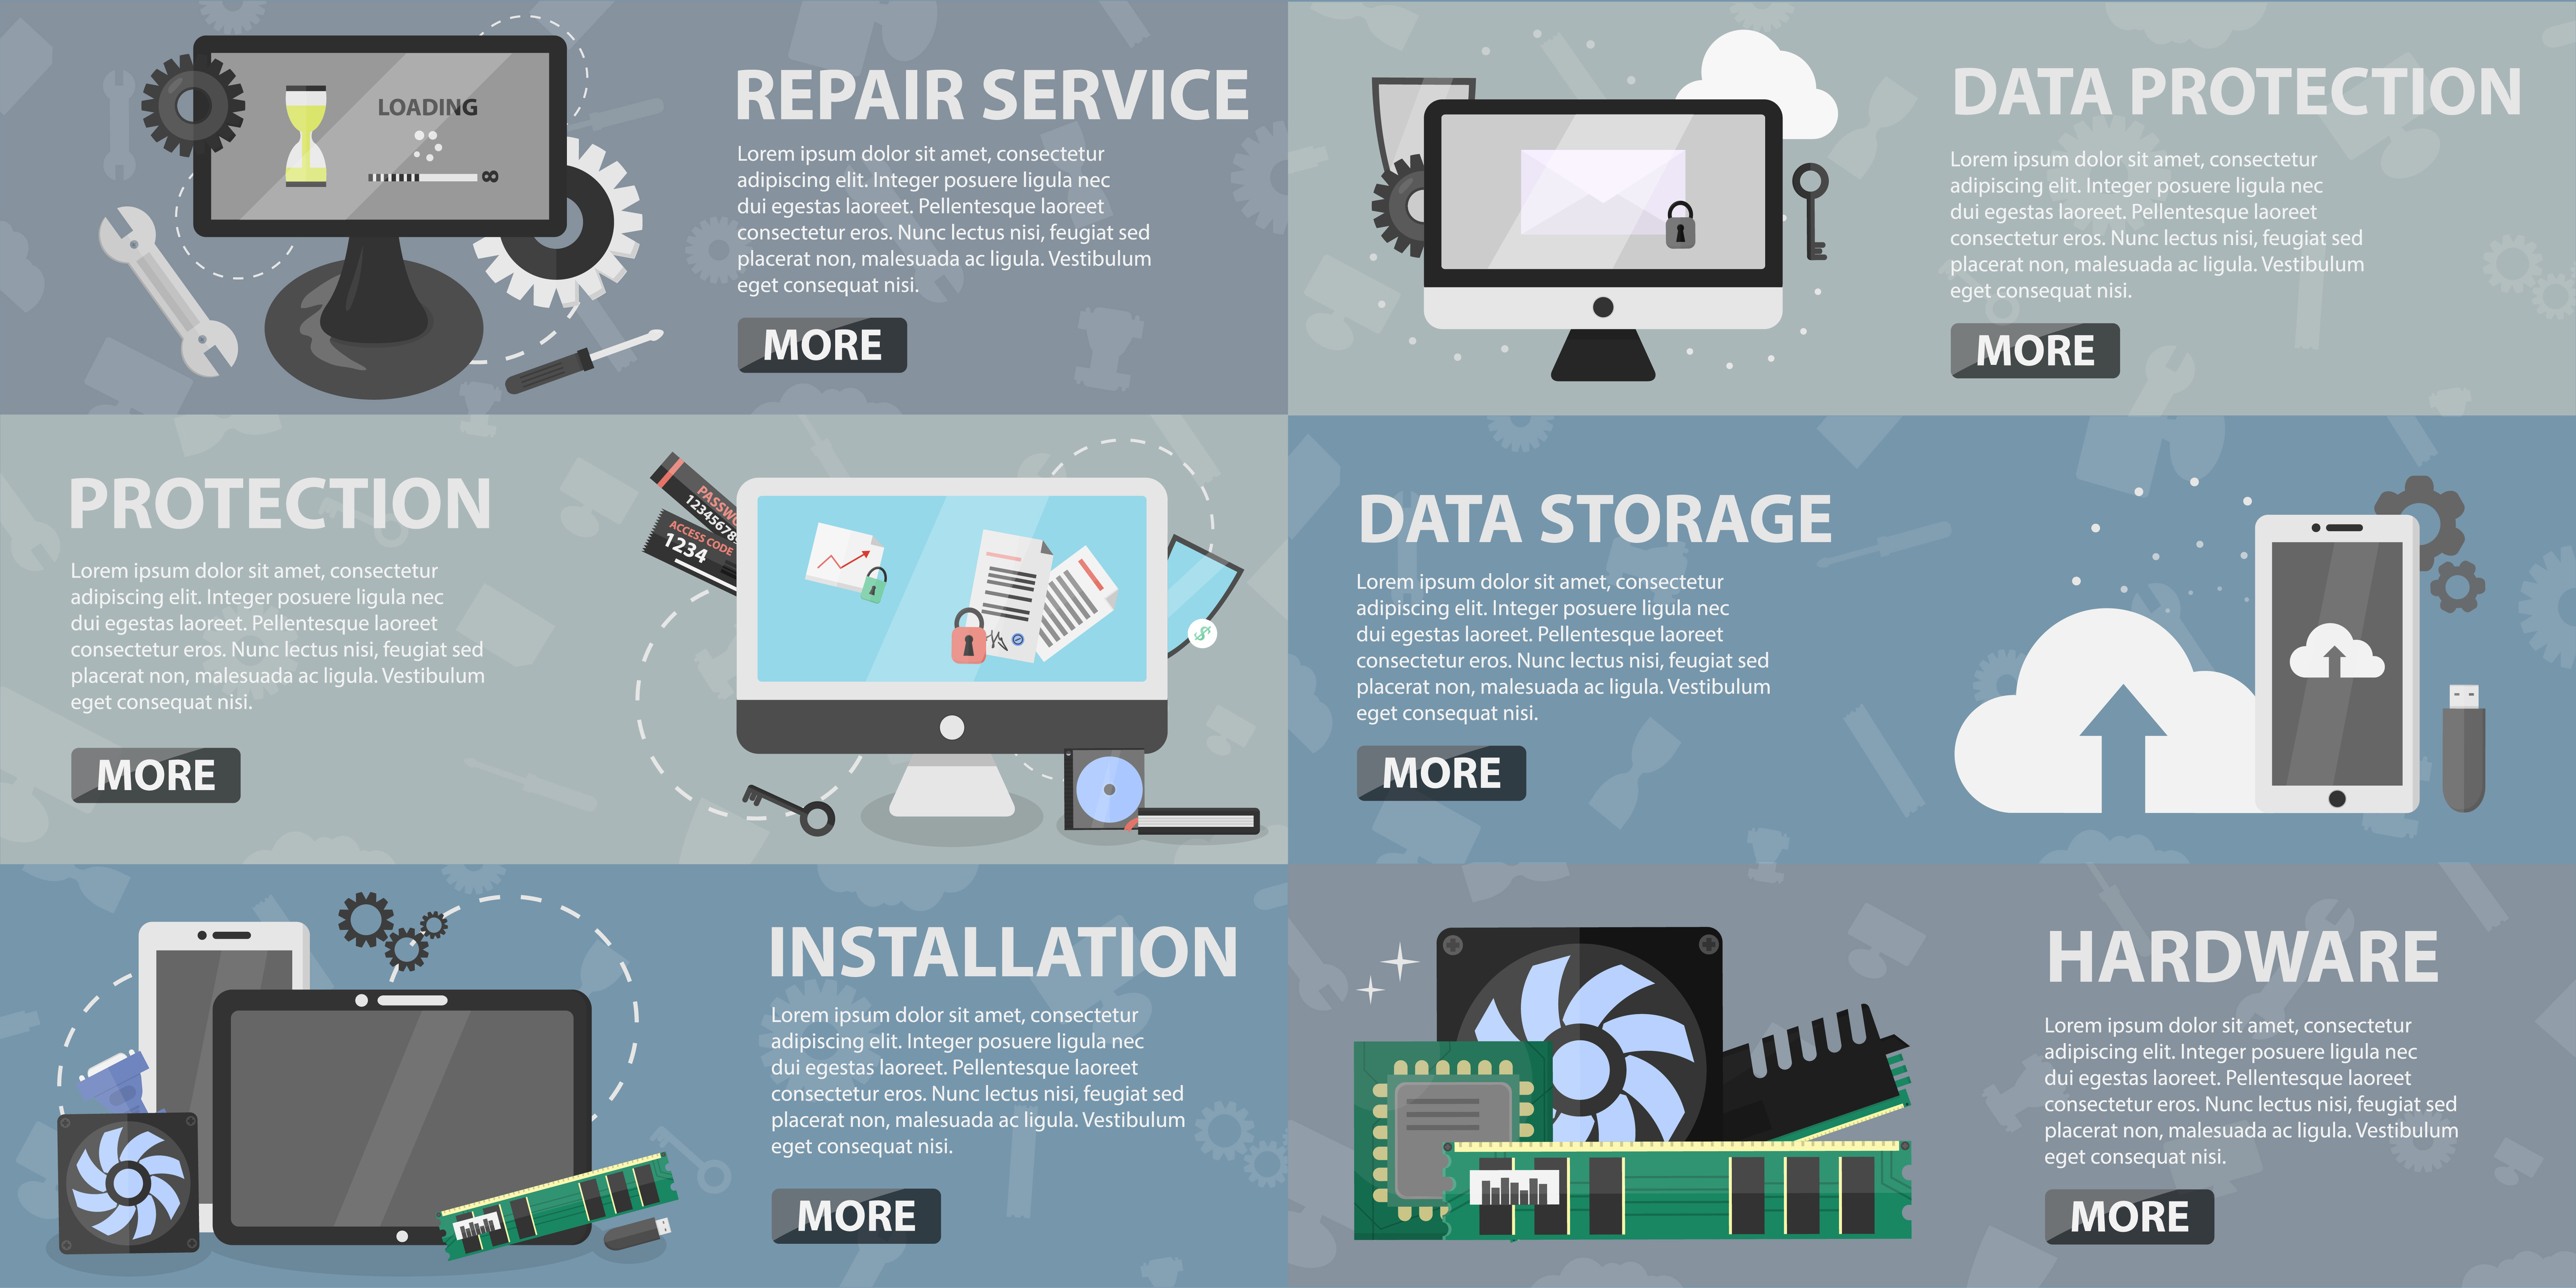 LOADING
8
REPAIR SERVICE
Lorem ipsum dolor sit amet, consectetur
adipiscing elit. Integer posuere ligula nec
dui egestas laoreet. Pellentesque laoreet
consectetur eros. Nunc lectus nisi, feugiat sed
placerat non, malesuada ac ligula. Vestibulum
eget consequat nisi.
MORE
DATA PROTECTION
Lorem ipsum dolor sit amet, consectetur
adipiscing elit. Integer posuere ligula nec
dui egestas laoreet. Pellentesque laoreet
consectetur eros. Nunc lectus nisi, feugiat sed
placerat non, malesuada ac ligula. Vestibulum
eget consequat nisi.
MORE
PROTECTION
Lorem ipsum dolor sit amet, consectetur
adipiscing elit. Integer posuere ligula nec
dui egestas laoreet. Pellentesque laoreet
consectetur eros. Nunc lectus nisi, feugiat sed
placerat non, malesuada ac ligula. Vestibulum
eget consequat nisi.
MORE
PASSWO
12345678
ACCESS CODE
1234
$
DATA STORAGE
Lorem ipsum dolor sit amet, consectetur
adipiscing elit. Integer posuere ligula nec
dui egestas laoreet. Pellentesque laoreet
consectetur eros. Nunc lectus nisi, feugiat sed
placerat non, malesuada ac ligula. Vestibulum
eget consequat nisi.
MORE
INSTALLATION
Lorem ipsum dolor sit amet, consectetur
adipiscing elit. Integer posuere ligula nec
dui egestas laoreet. Pellentesque laoreet
consectetur eros. Nunc lectus nisi, feugiat sed
placerat non, malesuada ac ligula. Vestibulum
eget consequat nisi.
MORE
HARDWARE
Lorem ipsum dolor sit amet, consectetur
adipiscing elit. Integer posuere ligula nec
dui egestas laoreet. Pellentesque laoreet
consectetur eros. Nunc lectus nisi, feugiat sed
placerat non, malesuada ac ligula. Vestibulum
eget consequat nisi.
MORE